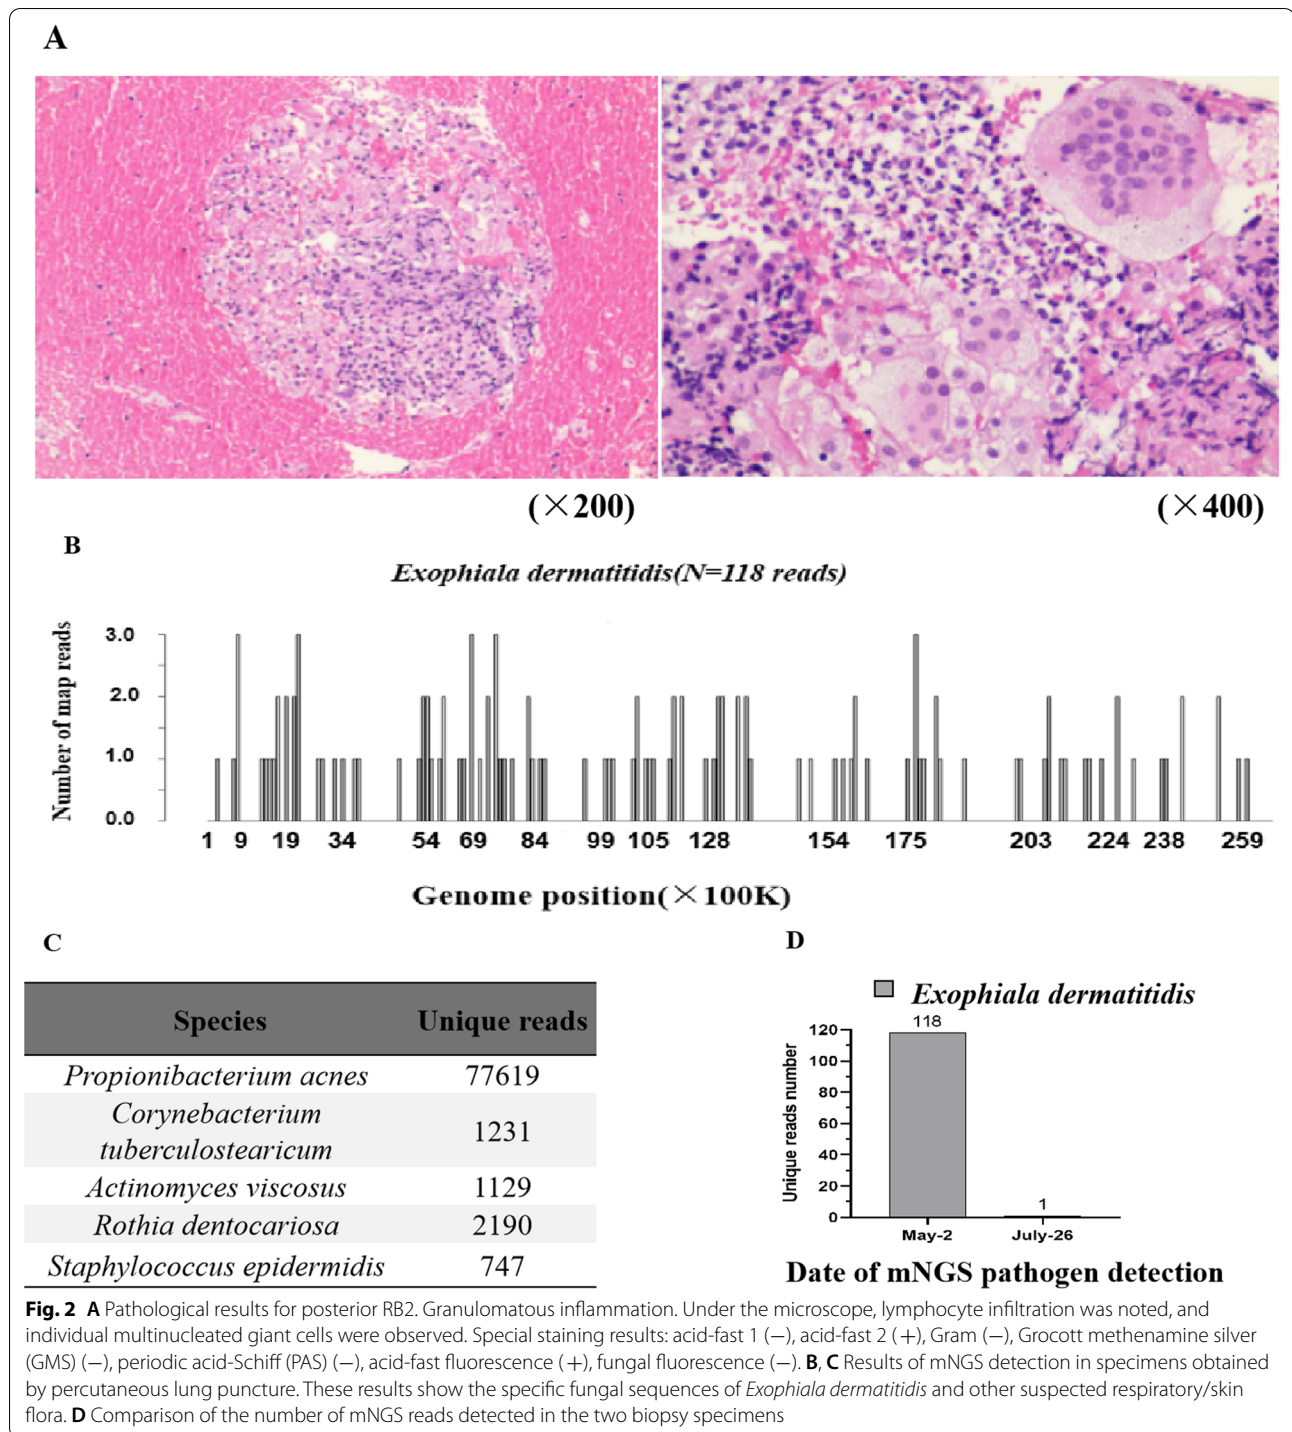 A
(×200)
(×400)
B
Exophiala dermatitidis(N=118 reads)
Number of map reads
3.0
2.0
1.0
0.0
1 9 19 34 54 69 84 99 105 128 154 175 203 224 238 259
Genome position(×100K)
C
Species Unique reads
Propionibacterium acnes 77619
Corynebacterium
tuberculostearicum 1231
Actinomyces viscosus 1129
Rothia dentocariosa 2190
Staphylococcus epidermidis 747
D
Exophiala dermatitidis
Unique reads number
120
100
80
60
40
20
0
118
1
May-2 July-26
Date of mNGS pathogen detection
Fig. 2 A Pathological results for posterior RB2. Granulomatous inflammation. Under the microscope, lymphocyte infiltration was noted, and
individual multinucleated giant cells were observed. Special staining results: acid-fast 1 (−), acid-fast 2 (+), Gram (−), Grocott methenamine silver
(GMS) (−), periodic acid-Schiff (PAS) (−), acid-fast fluorescence (+), fungal fluorescence (−). B, C Results of mNGS detection in specimens obtained
by percutaneous lung puncture. These results show the specific fungal sequences of Exophiala dermatitidis and other suspected respiratory/skin
flora. D Comparison of the number of mNGS reads detected in the two biopsy specimens